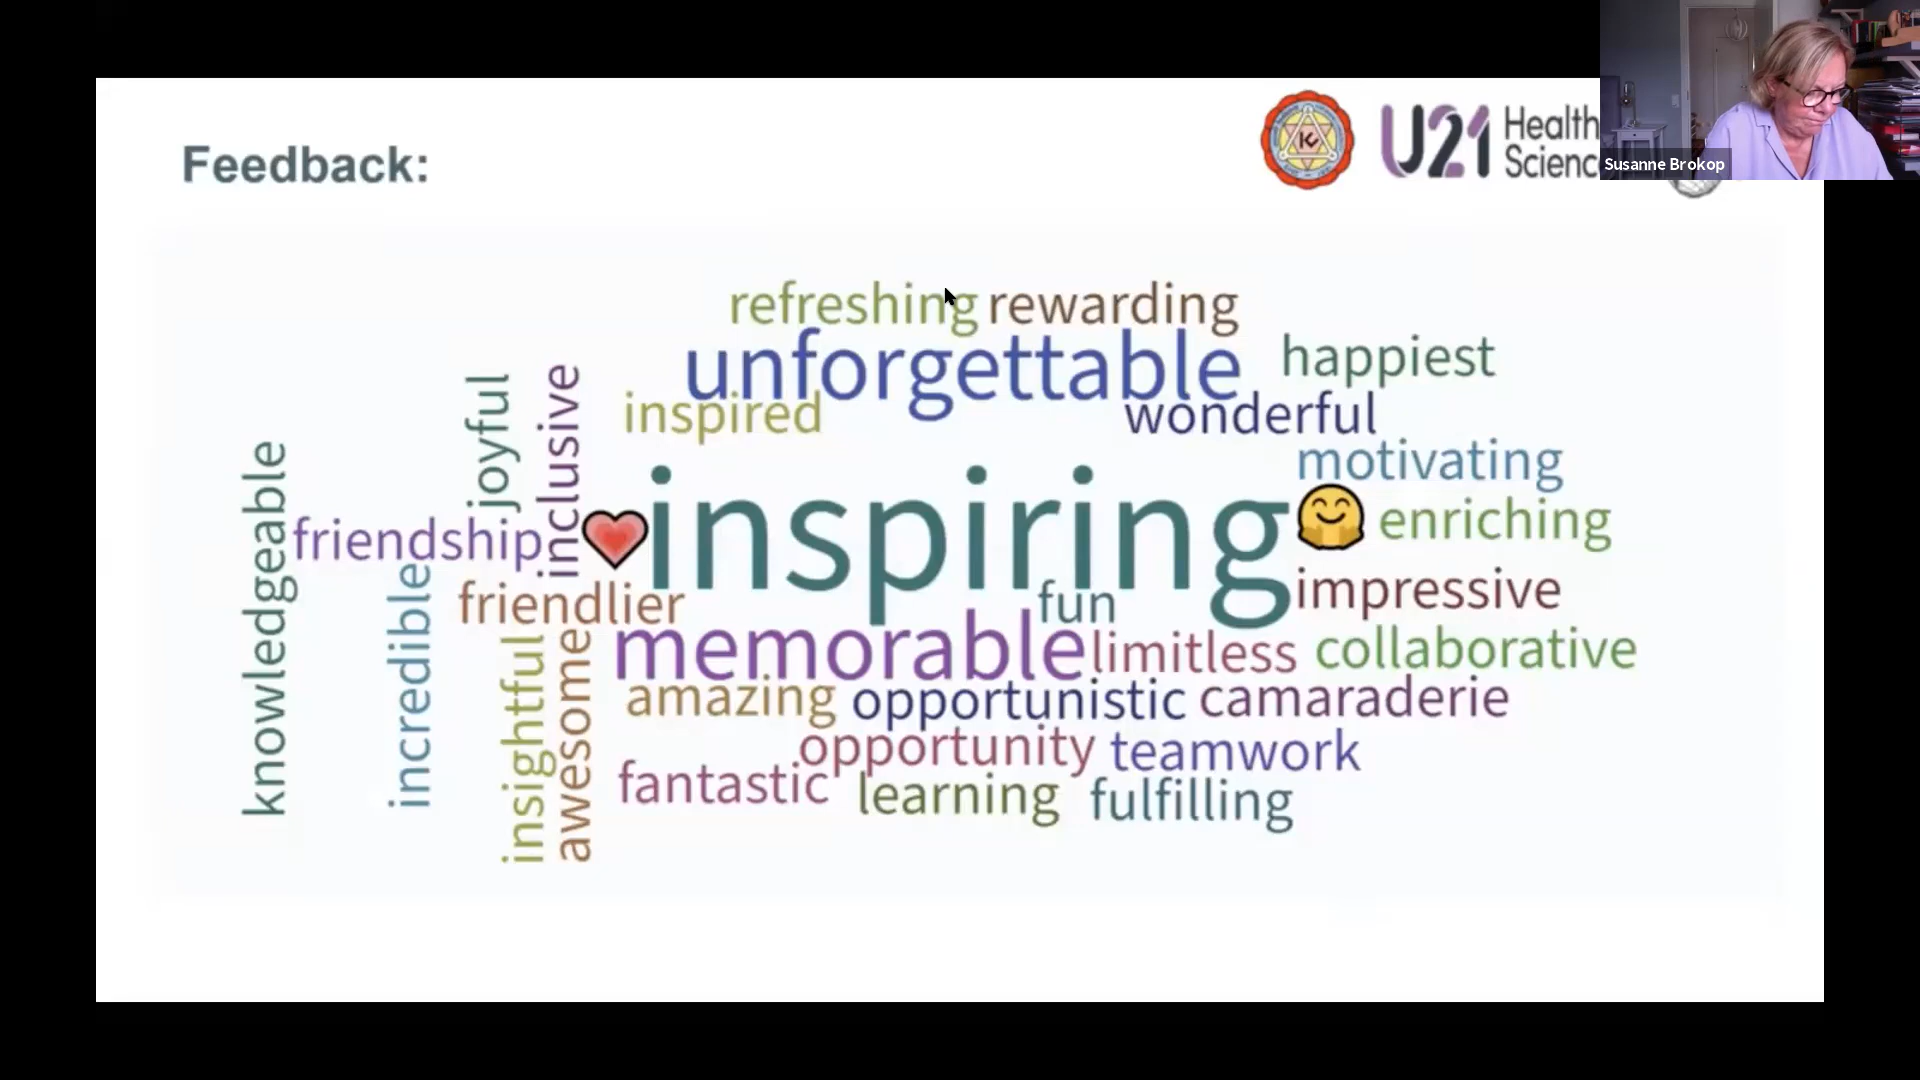 Feedback:
U21 Health
Scienc
Susanne Brokop
refreshing rewarding
unforgettable
happiest
inspired
wonderful
joyful
inclusive
motivating
knowledgeable
friendship
inspiring
enriching
incredible
friendlier
fun
impressive
memorable
limitless
collaborative
insightful
awesome
amazing
opportunistic
camaraderie
opportunity
teamwork
fantastic
learning
fulfilling